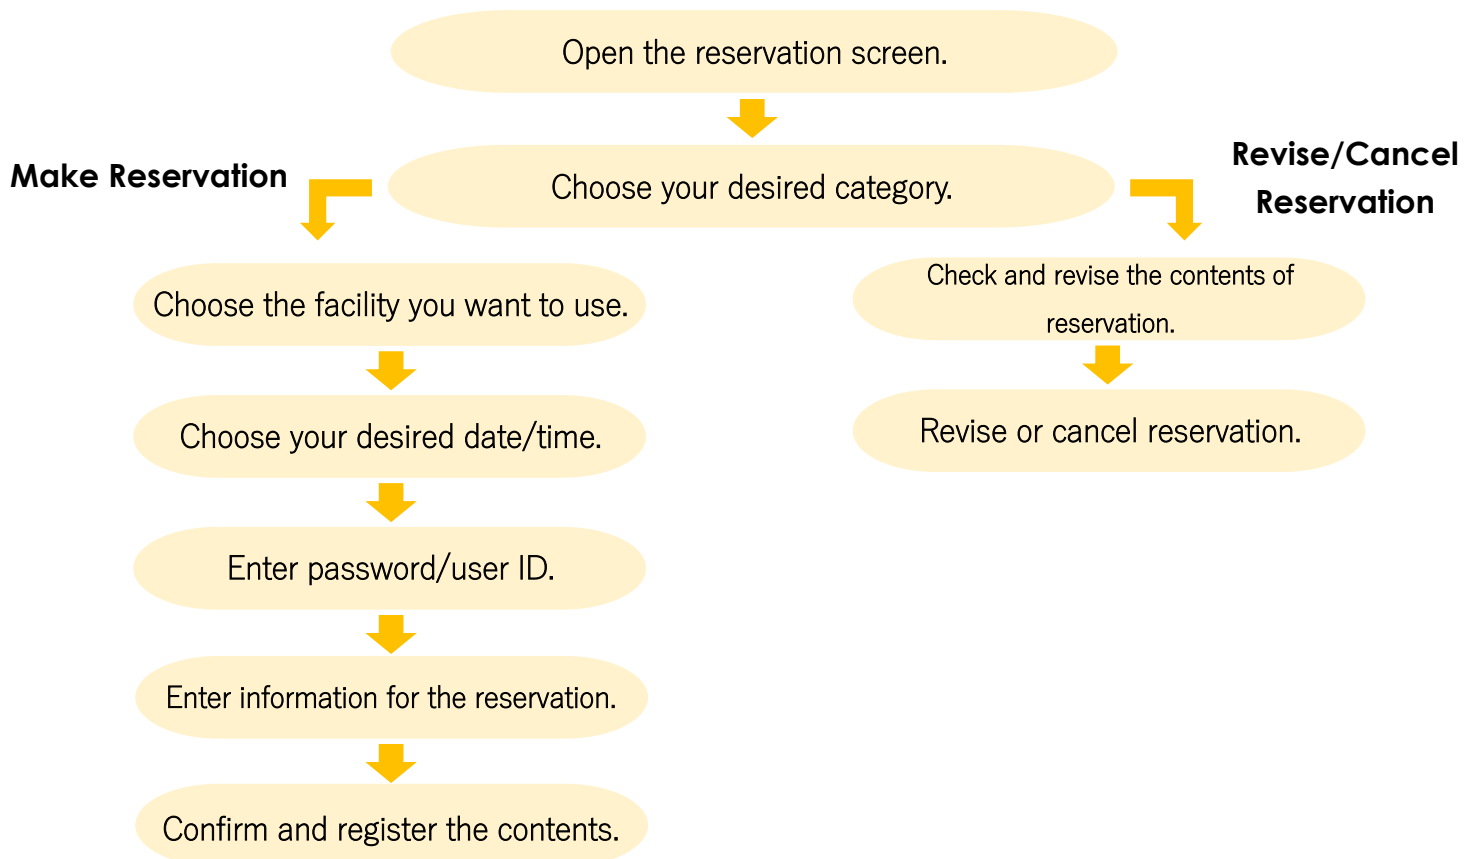 Open the reservation screen.
Choose your desired category.
Make Reservation
Choose the facility you want to use.
Choose your desired date/time.
Enter password/user ID.
Enter information for the reservation.
Confirm and register the contents.
Revise/Cancel
Reservation
Check and revise the contents of
reservation.
Revise or cancel reservation.